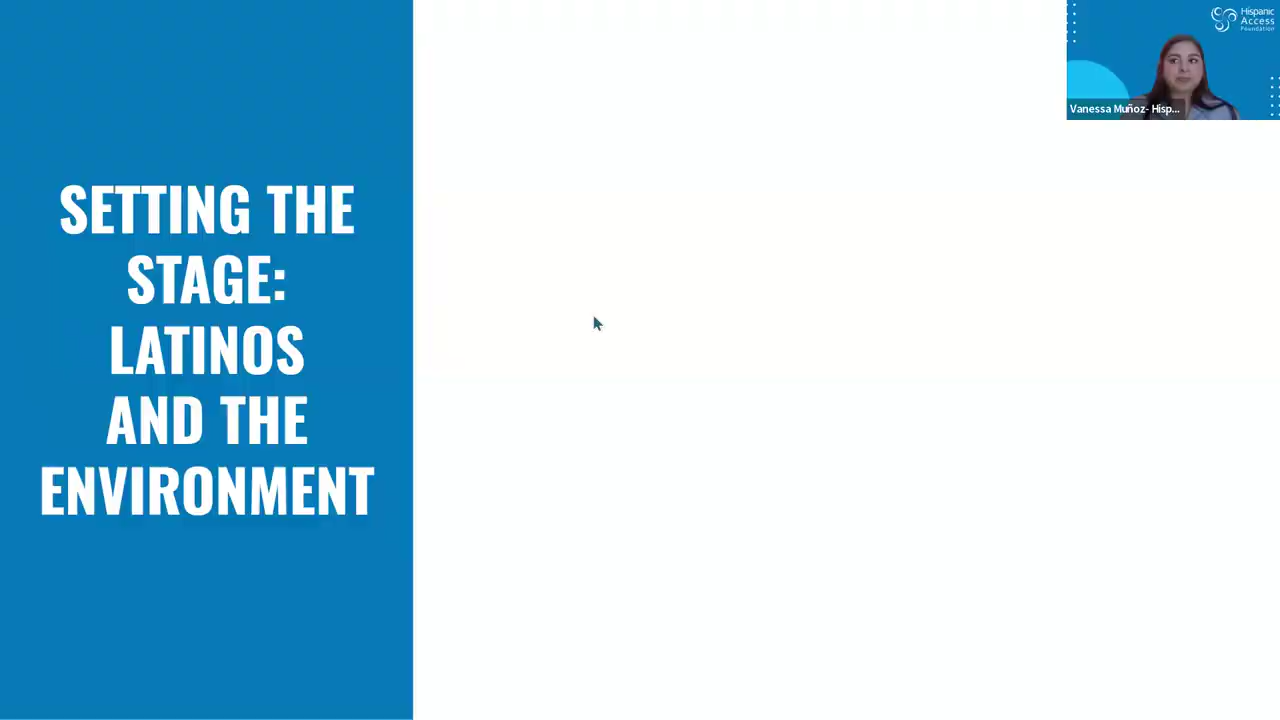 SETTING THE
STAGE:
LATINOS
AND THE
ENVIRONMENT
Hispanic
Access
Foundation
Vanessa Muñoz- Hisp...